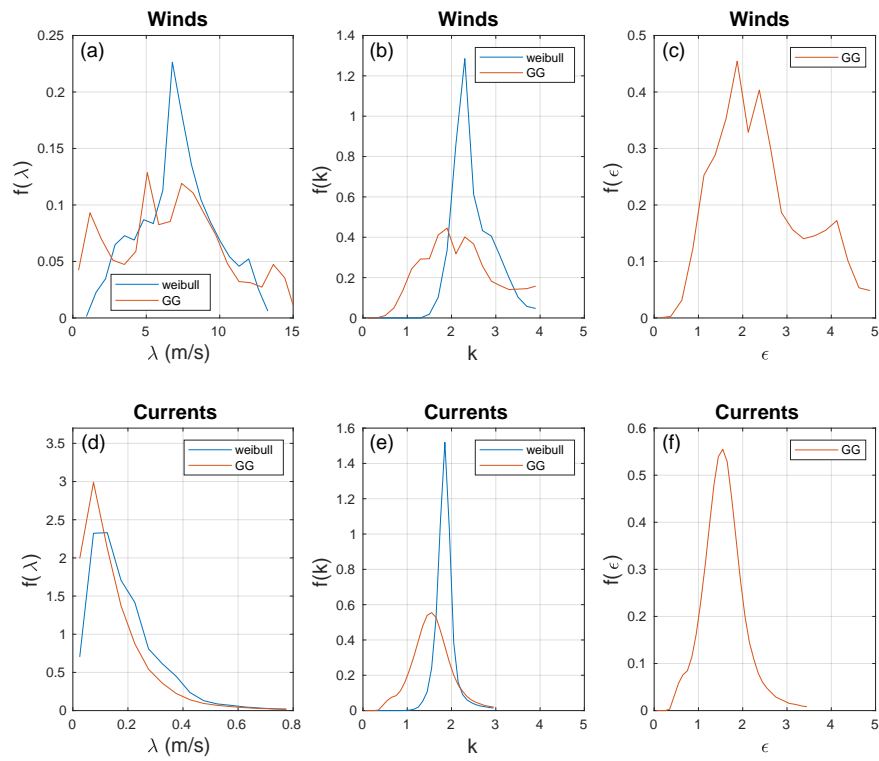 Winds
(a)
0.25
0.2
0.15
0.1
0.05
0
f( λ)
weibull
GG
0 5 10 15
λ (m/s)
Winds
(b)
1.4
1.2
1
0.8
0.6
0.4
0.2
0
f(k)
weibull
GG
0 1 2 3 4 5
k
Winds
(c)
0.5
0.4
0.3
0.2
0.1
0
f( ϵ)
GG
0 1 2 3 4 5
ϵ
Currents
(d)
3.5
3
2.5
2
1.5
1
0.5
0
f( λ)
weibull
GG
0 0.2 0.4 0.6 0.8
λ (m/s)
Currents
(e)
1.6
1.4
1.2
1
0.8
0.6
0.4
0.2
0
f(k)
weibull
GG
0 1 2 3 4 5
k
Currents
(f)
0.6
0.5
0.4
0.3
0.2
0.1
0
f( ϵ)
GG
0 1 2 3 4 5
ϵ